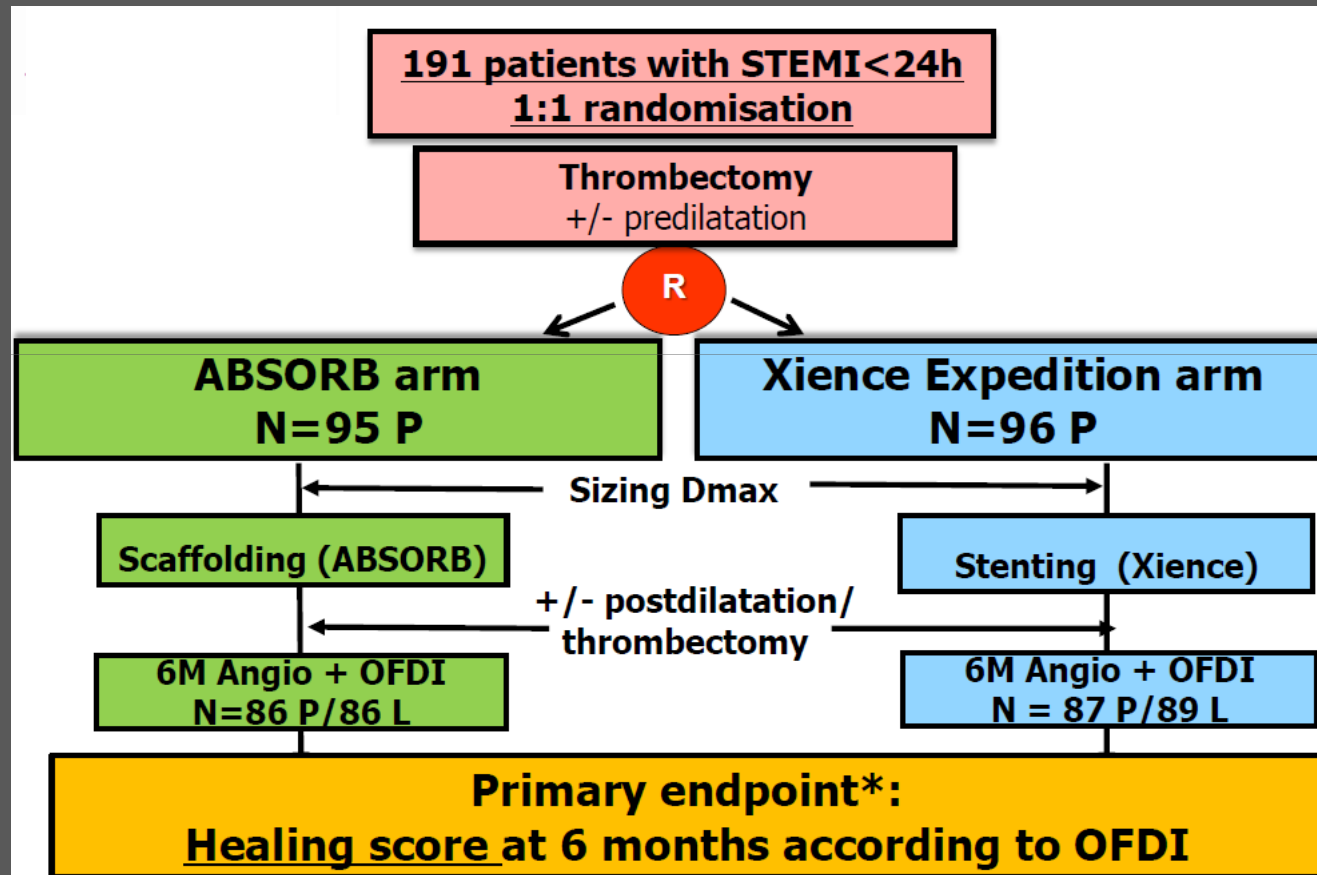 191 patients with STEMI<24h
1:1 randomisation
Thrombectomy
+/- predilatation
R
ABSORB arm
N=95 P
Xience Expedition arm
N=96 P
Sizing Dmax
Scaffolding (ABSORB)
Stenting (Xience)
+/- postdilatation/
thrombectomy
6M Angio + OFDI
N=86 P/86 L
6M Angio + OFDI
N = 87 P/89 L
Primary endpoint*:
Healing score at 6 months according to OFDI